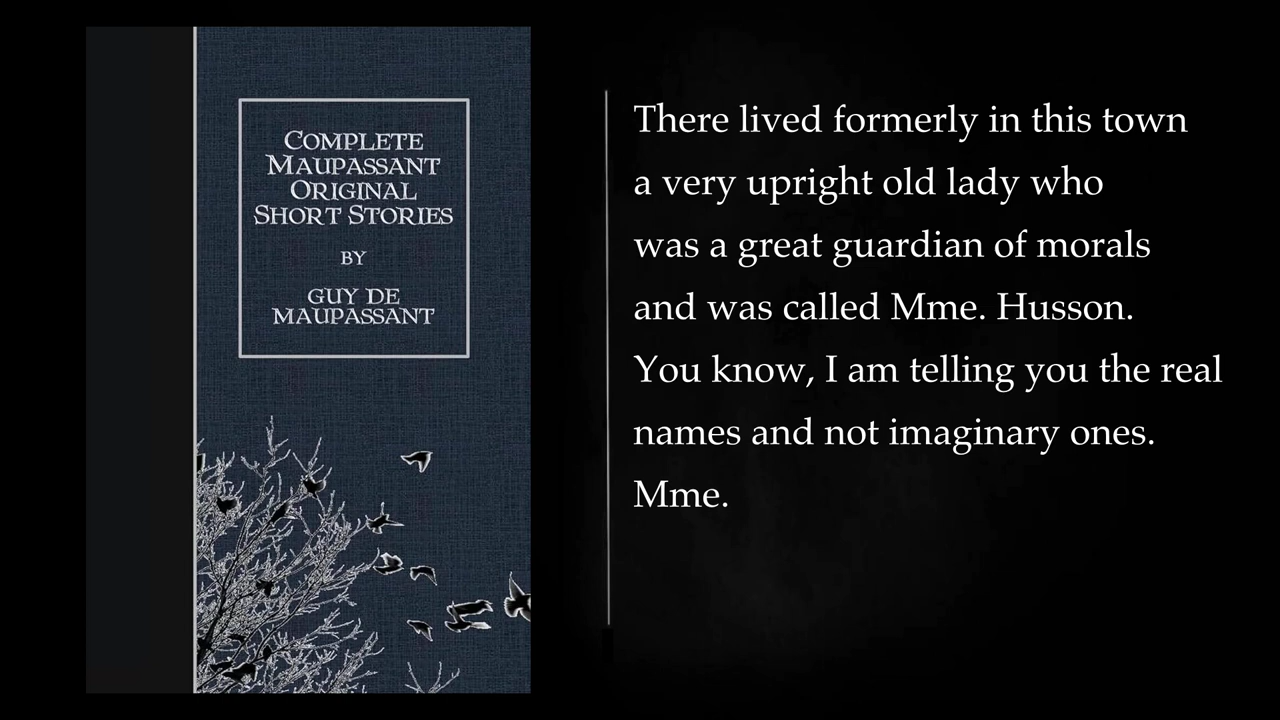 COMPLETE
MAUPASSANT
ORIGINAL
SHORT STORIES
BY
GUY DE
MAUPASSANT
There lived formerly in this town
a very upright old lady who
was a great guardian of morals
and was called Mme. Husson.
You know, I am telling you the real
names and not imaginary ones.
Mme.